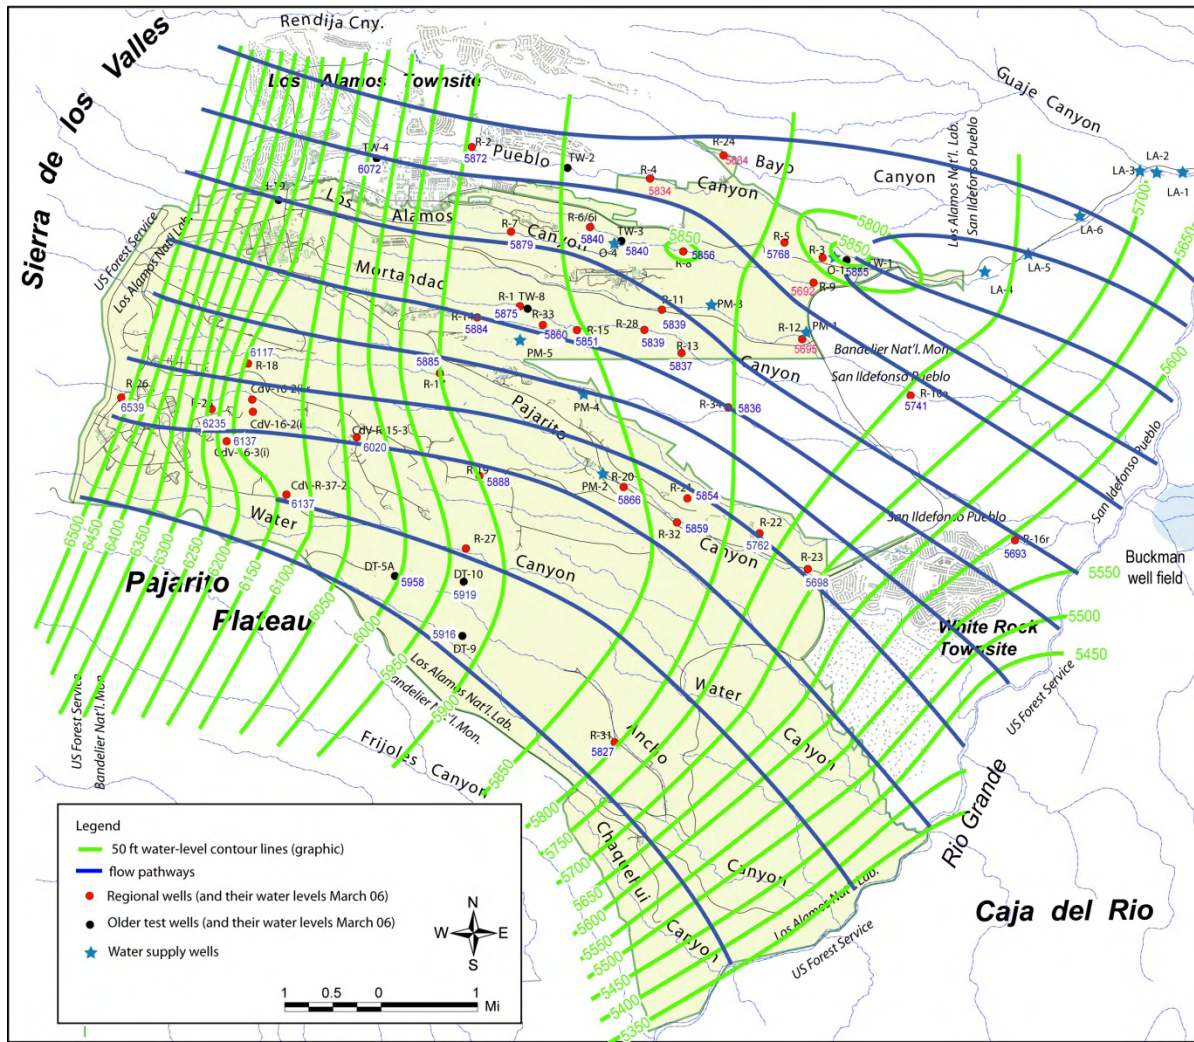 Rendija Cny.
Sierra de los Valles
Los Alamos Townsite
Guaje Canyon
Los Alamos Nat'l. Lab.
San Ildefonso Pueblo
R-24
5834
R-2
5872
TW-4
6072
Pueblo
TW-2
R-4
5834
Bayo
Canyon
Canyon
LA-3
LA-2
LA-1
LA-6
LA-5
LA-4
5700
5650
5600
US Forest Service
Los Alamos Nat'l. Lab.
Los
Alamos
Canyon
R-7
5879
R-6/6i
5840
TW-3
5840
O-4
5850
5856
R-8
R-5
5768
5800
5850
R-3
O-1
TW-1
5855
R-9
5692
Mortandad
R-1
TW-8
5875
R-14
5884
R-33
5860
R-15
5851
R-28
5839
R-11
5839
PM-3
R-12
PM-1
5695
PM-5
R-13
5837
Canyon
Bandelier Nat'l. Mon.
San Ildefonso Pueblo
6117
R-18
5885
R-17
PM-4
R-34
5836
5741
R-26
6539
6235
6137
CdV-16-2(i)
CdV-R-15-3
6020
CdV-R-37-2
6137
Pajarito
R-19
5888
PM-2
R-20
5866
R-21
5854
R-32
5859
R-22
5762
R-23
5698
Canyon
San Ildefonso Pueblo
San Ildefonso Pueblo
R-16r
5693
Buckman
well field
Water
Canyon
R-27
DT-5A
5958
DT-10
5919
5916
DT-9
6500
6450
6400
6350
6300
6250
6200
6150
6100
6050
6000
5950
5900
5850
5800
5750
5700
5650
5600
5550
5500
5450
5400
5350
5550
5500
5450
Pajarito
Plateau
White Rock
Townsite
US Forest Service
Los Alamos Nat'l. Lab.
Bandelier Nat'l. Mon.
US Forest Service
Bandelier Nat'l. Mon.
Frijoles Canyon
Water
Canyon
R-31
5827
Ancho
Canyon
Chaquehui
Canyon
Los Alamos Nat'l. Lab.
US Forest Service
Rio Grande
Caja del Rio
Legend
50 ft water-level contour lines (graphic)
flow pathways
Regional wells (and their water levels March 06)
Older test wells (and their water levels March 06)
Water supply wells
N
W E
S
1 0.5 0 1
Mi